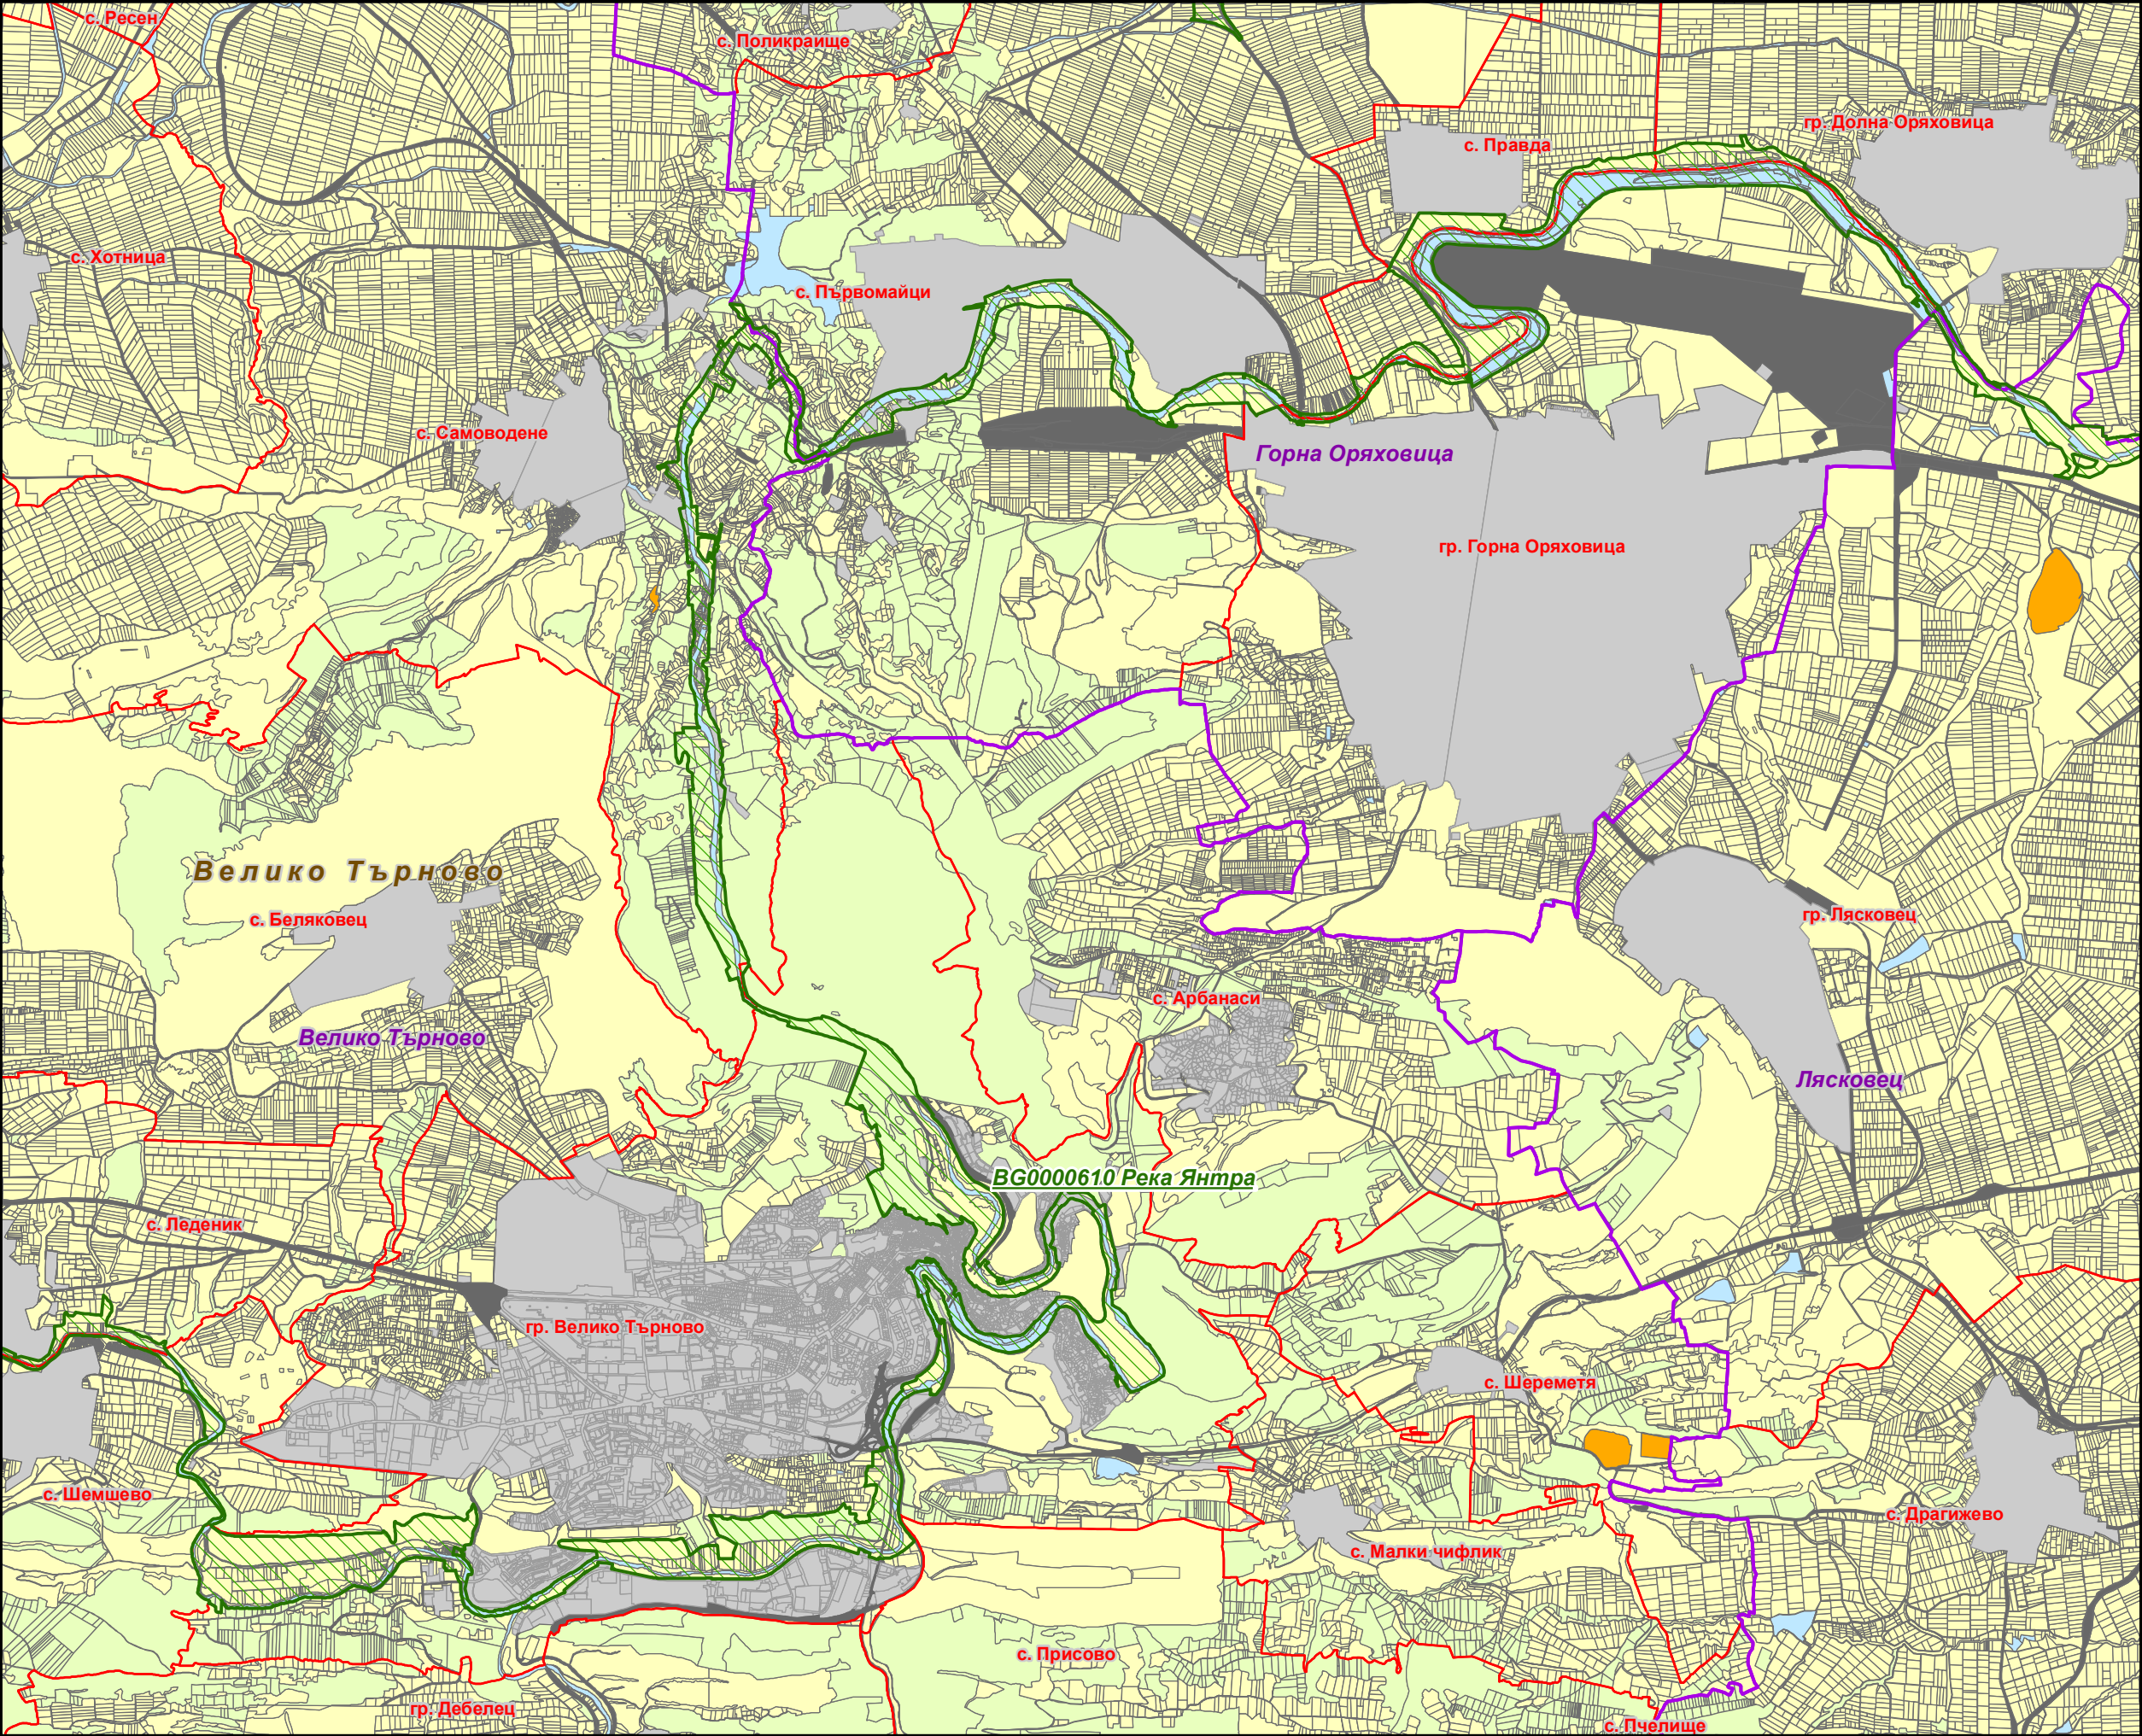 с. Ресен
с. Поликраище
гр. Долна Оряховица
с. Правда
с. Хотница
с. Първомайци
с. Самоводене
Горна Оряховица
гр. Горна Оряховица
Велико Търново
с. Беляковец
гр. Лясковец
с. Арбанаси
Велико Търново
Лясковец
BG0000610 Река Янтра
с. Леденик
гр. Велико Търново
с. Шереметя
с. Шемшево
с. Драгижево
с. Малки чифлик
с. Присово
гр. Дебелец
с. Пчелище